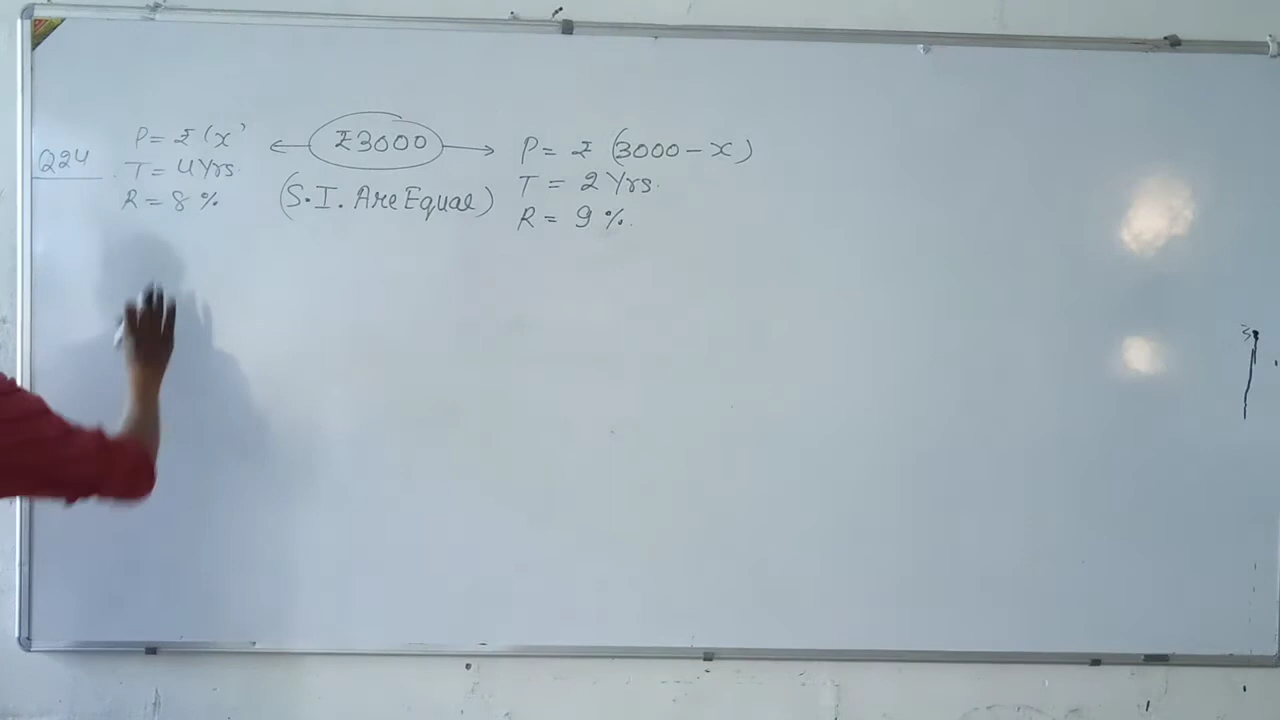 Q24
P = ₹ (x)
T = 4 Yrs.
R = 8 %
← ₹3000 →
(S.I. Are Equal)
P = ₹ (3000 - x)
T = 2 Yrs.
R = 9 %.